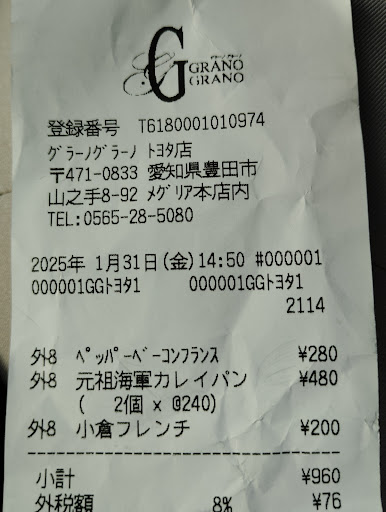 G
GRANO
GRANO
登録番号 T6180001010974
グラーノグラーノ トヨタ店
〒471-0833 愛知県豊田市
山之手8-92 メグリア本店内
TEL:0565-28-5080
2025年 1月31日(金)14:50 #000001
000001GGトヨタ1 000001GGトヨタ1
2114
外8 ペッパーベーコンフランス ¥280
外8 元祖海軍カレイパン ¥480
( 2個 x @240)
外8 小倉フレンチ ¥200
小計 ¥960
外税額 8% ¥76